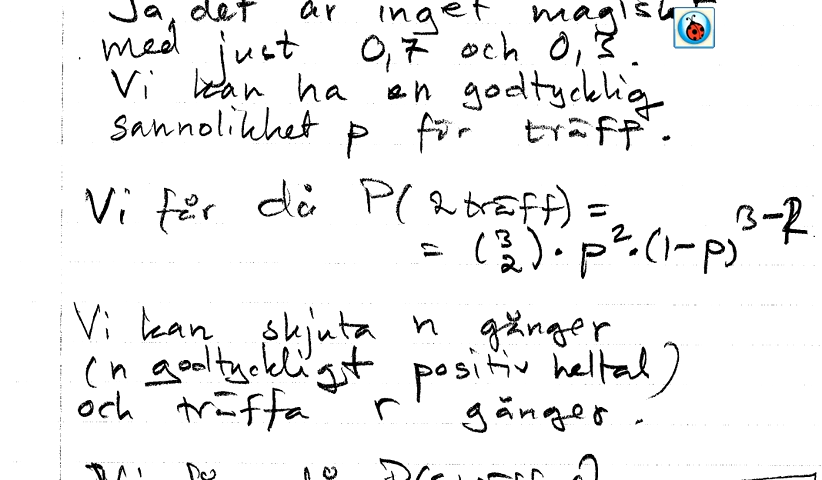 Ja, det är inget magiskt
med just 0,7 och 0,3.
Vi kan ha en godtycklig
sannolikhet p för träff.
Vi får då P(2 träff) =
= (3 2) · p². (1-p)^3-2
Vi kan skjuta n gånger
(n godtyckligt positiv heltal)
och träffa r gånger.